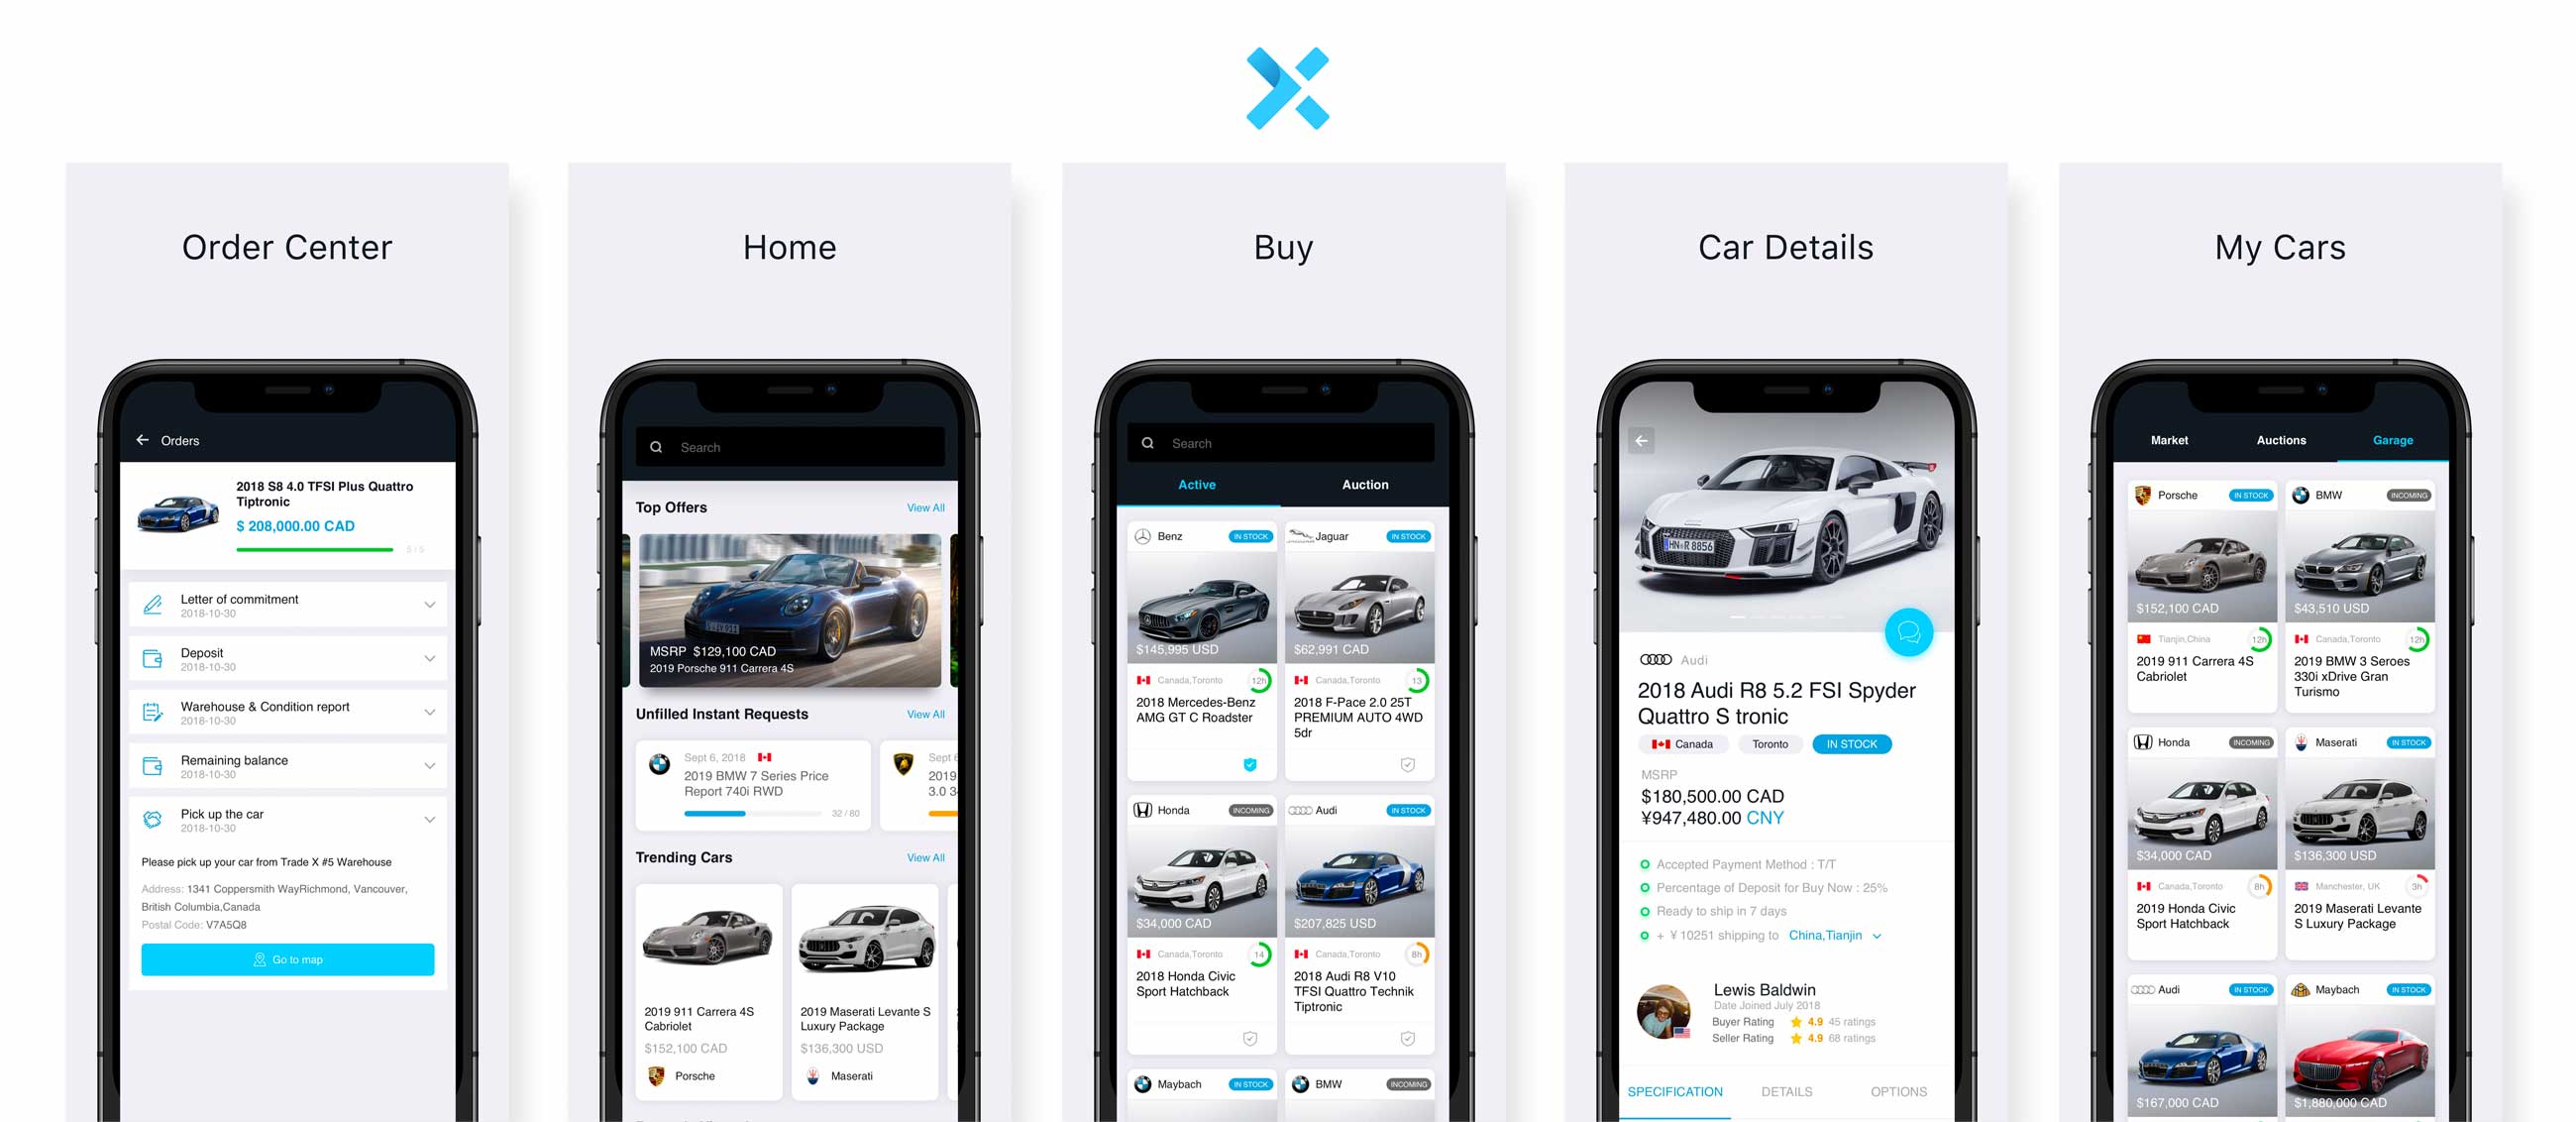 Order Center
Orders
2018 S8 4.0 TFSI Plus Quattro
Tiptronic
$ 208,000.00 CAD
5 / 5
Letter of commitment
2018-10-30
Deposit
2018-10-30
Warehouse & Condition report
2018-10-30
Remaining balance
2018-10-30
Pick up the car
2018-10-30
Please pick up your car from Trade X #5 Warehouse
Address: 1341 Coppersmith WayRichmond, Vancouver,
British Columbia,Canada
Postal Code: V7A5Q8
Go to map
Home
Search
Top Offers View All
MSRP $129,100 CAD
2019 Porsche 911 Carrera 4S
Unfilled Instant Requests View All
Sept 6, 2018
2019 BMW 7 Series Price
Report 740i RWD
32 / 80
Sept 6
2019
3.0
Trending Cars View All
2019 911 Carrera 4S
Cabriolet
$152,100 CAD
Porsche
2019 Maserati Levante S
Luxury Package
$136,300 USD
Maserati
Buy
Search
Active Auction
Benz IN STOCK
$145,995 USD
Canada,Toronto 12h
2018 Mercedes-Benz
AMG GT C Roadster
Jaguar IN STOCK
$62,991 CAD
Canada,Toronto 13
2018 F-Pace 2.0 25T
PREMIUM AUTO 4WD
5dr
Honda INCOMING
$34,000 CAD
Canada,Toronto 14
2018 Honda Civic
Sport Hatchback
Audi IN STOCK
$207,825 USD
Canada,Toronto 8h
2018 Audi R8 V10
TFSI Quattro Technik
Tiptronic
Maybach IN STOCK
BMW INCOMING
Car Details
HN R 8856
Audi
2018 Audi R8 5.2 FSI Spyder
Quattro S tronic
Canada Toronto IN STOCK
MSRP
$180,500.00 CAD
¥947,480.00 CNY
Accepted Payment Method : T/T
Percentage of Deposit for Buy Now : 25%
Ready to ship in 7 days
+ ¥ 10251 shipping to China,Tianjin
Lewis Baldwin
Date Joined July 2018
Buyer Rating 4.9 45 ratings
Seller Rating 4.9 68 ratings
SPECIFICATION DETAILS OPTIONS
My Cars
Market Auctions Garage
Porsche IN STOCK
$152,100 CAD
Tianjin,China 12h
2019 911 Carrera 4S
Cabriolet
BMW INCOMING
$43,510 USD
Canada,Toronto 12h
2019 BMW 3 Seroes
330i xDrive Gran
Turismo
Honda INCOMING
$34,000 CAD
Canada,Toronto 8h
2019 Honda Civic
Sport Hatchback
Maserati IN STOCK
$136,300 USD
Manchester, UK 3h
2019 Maserati Levante
S Luxury Package
Audi IN STOCK
$167,000 CAD
Maybach IN STOCK
$1,880,000 CAD